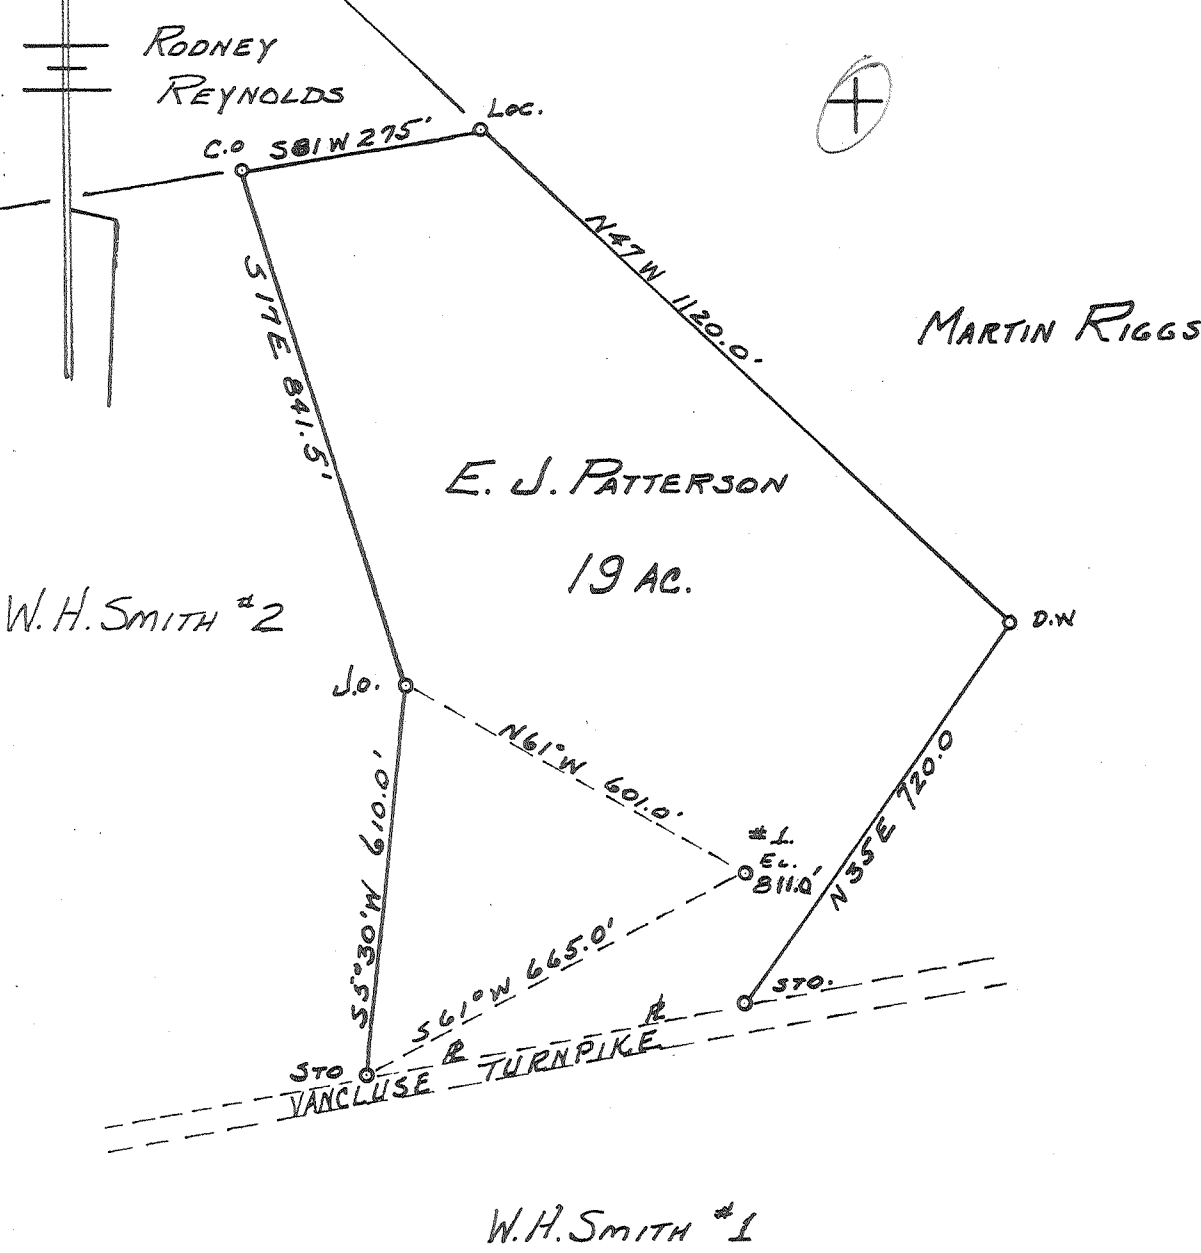 RODNEY
REYNOLDS
LOC.
C.O
S81W 275'
N47W 1120.0'
MARTIN RIGGS
S17E 841.5'
E. J. PATTERSON
19 AC.
W.H. SMITH #2
D.W
J.O.
N61°W 601.0'
#1.
EL.
811.0'
N35E 720.0
S5°30'W 610.0'
S61°W 665.0'
STO.
STO
VANCLUSE TURNPIKE
W.H. SMITH #1